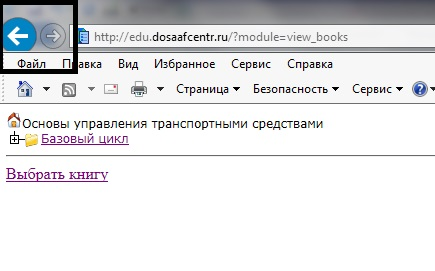 http://edu.dosaafcentr.ru/?module=view_books
Файл Правка Вид Избранное Сервис Справка
Страница Безопасность Сервис
Основы управления транспортными средствами
Базовый цикл
Выбрать книгу